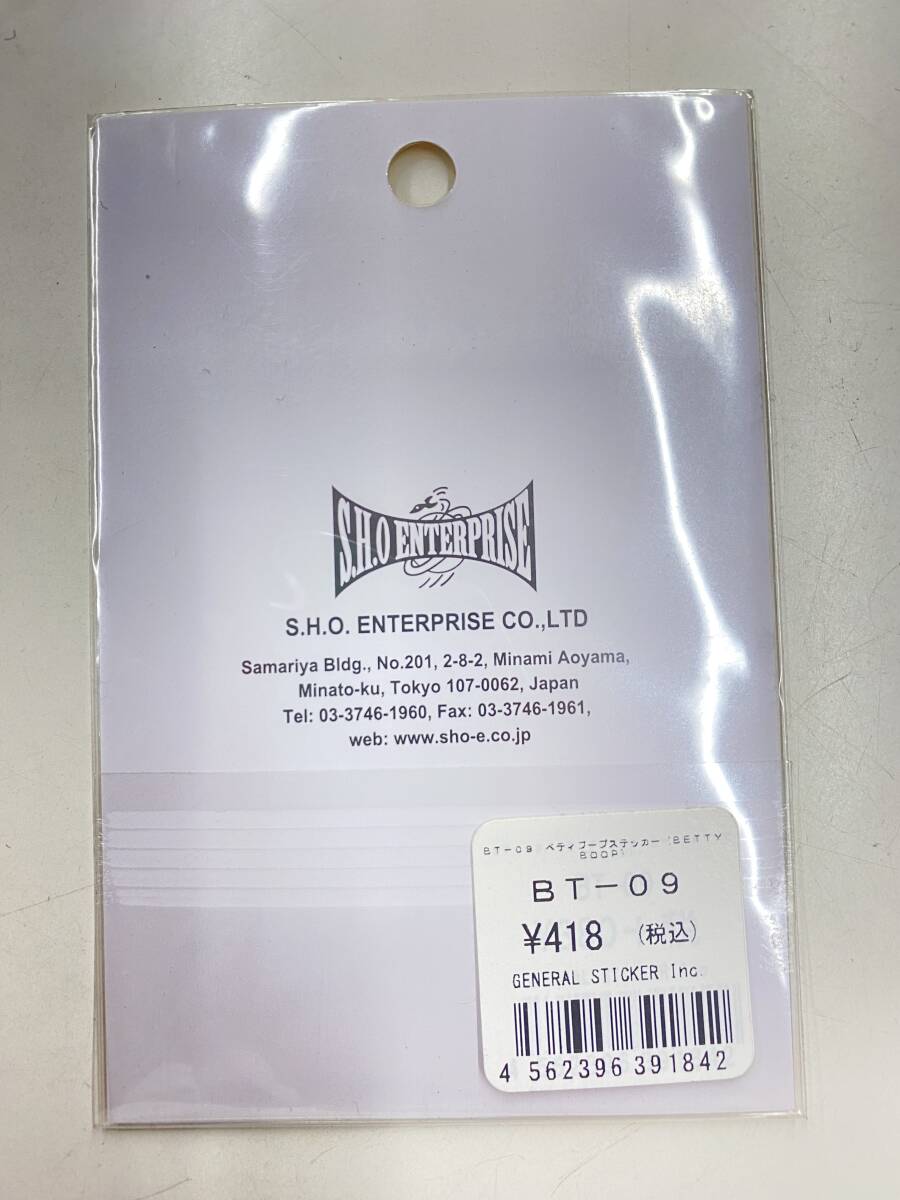 S.H.O ENTERPRISE
S.H.O. ENTERPRISE CO.,LTD
Samariya Bldg., No.201, 2-8-2, Minami Aoyama,
Minato-ku, Tokyo 107-0062, Japan
Tel: 03-3746-1960, Fax: 03-3746-1961,
web: www.sho-e.co.jp
BT-09 ベティブープステッカー 'BETTY
BOOP'
BT-09
¥418 (税込)
GENERAL STICKER Inc.
4 562396 391842